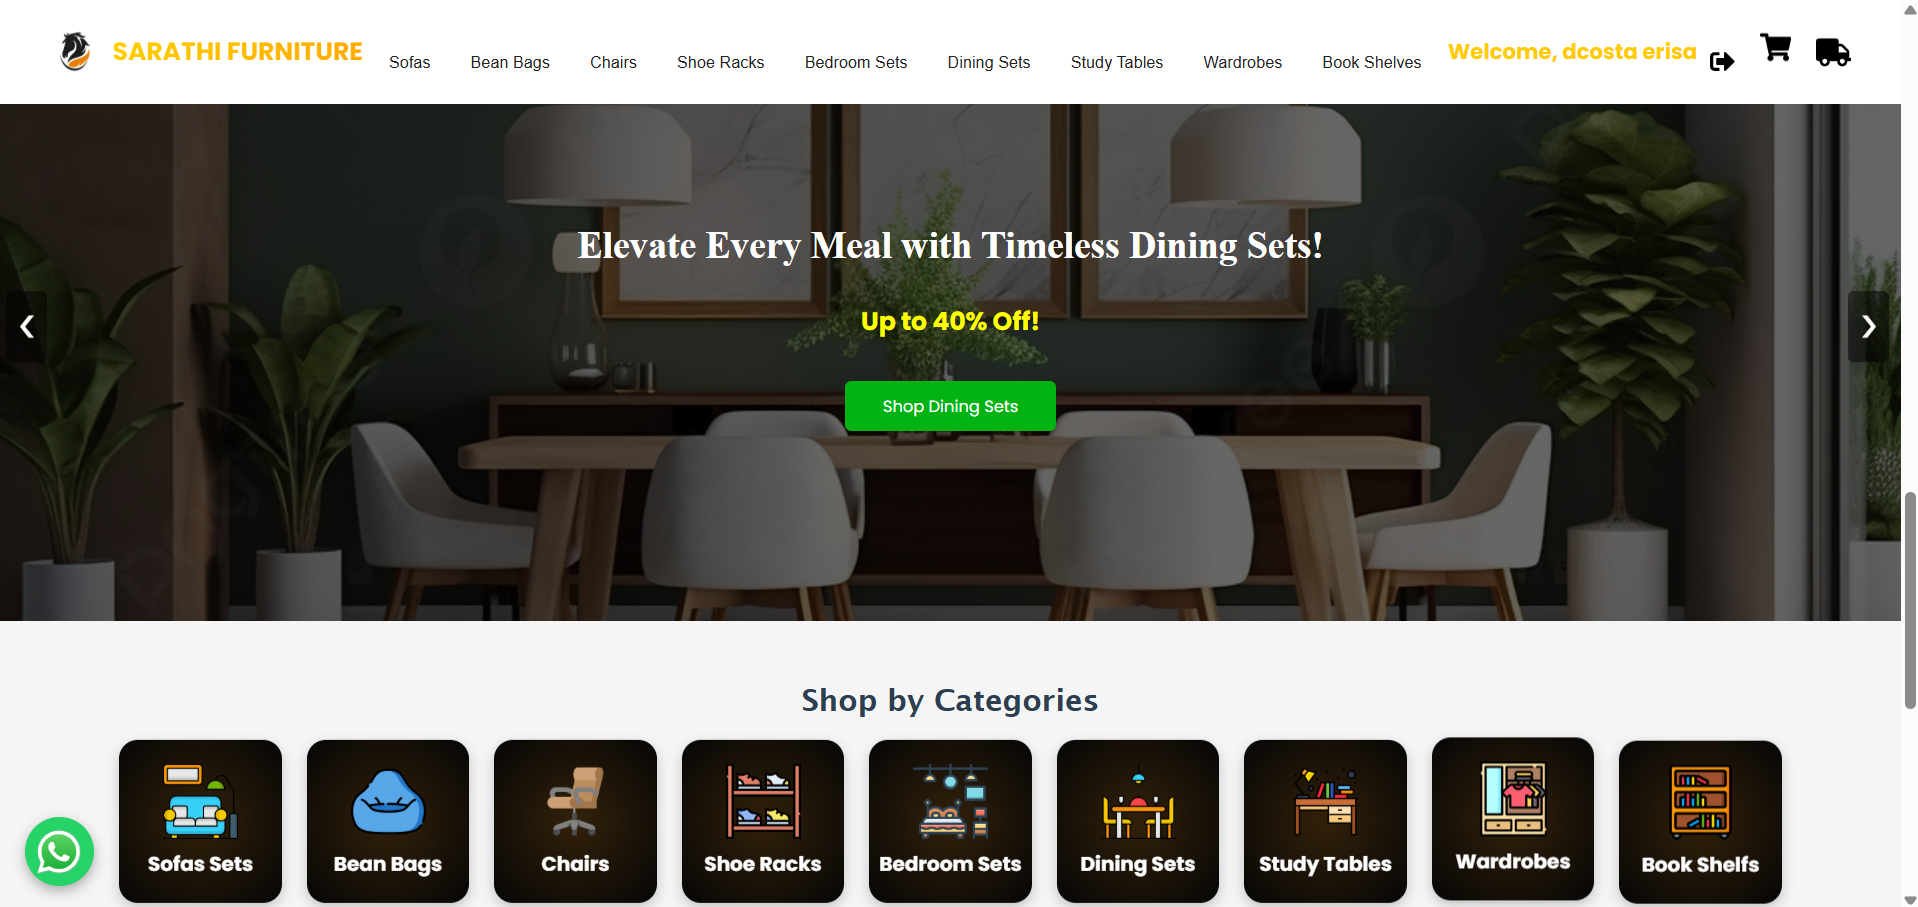 SARATHI FURNITURE
Sofas
Bean Bags
Chairs
Shoe Racks
Bedroom Sets
Dining Sets
Study Tables
Wardrobes
Book Shelves
Welcome, dcosta erisa
Elevate Every Meal with Timeless Dining Sets!
Up to 40% Off!
Shop Dining Sets
Shop by Categories
Sofas Sets
Bean Bags
Chairs
Shoe Racks
Bedroom Sets
Dining Sets
Study Tables
Wardrobes
Book Shelfs